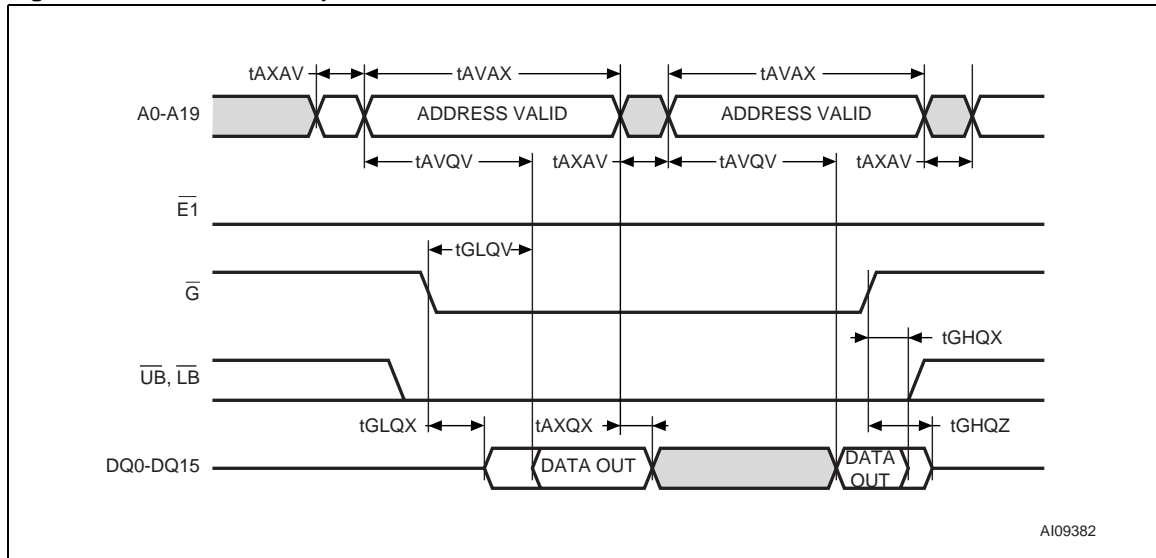 tAXAV
tAVAX
tAVAX
A0-A19
ADDRESS VALID
ADDRESS VALID
tAVQV
tAXAV
tAVQV
tAXAV
E1
tGLQV
G
tGHQX
UB, LB
tGLQX
tAXQX
tGHQZ
DQ0-DQ15
DATA OUT
DATA
OUT
AI09382